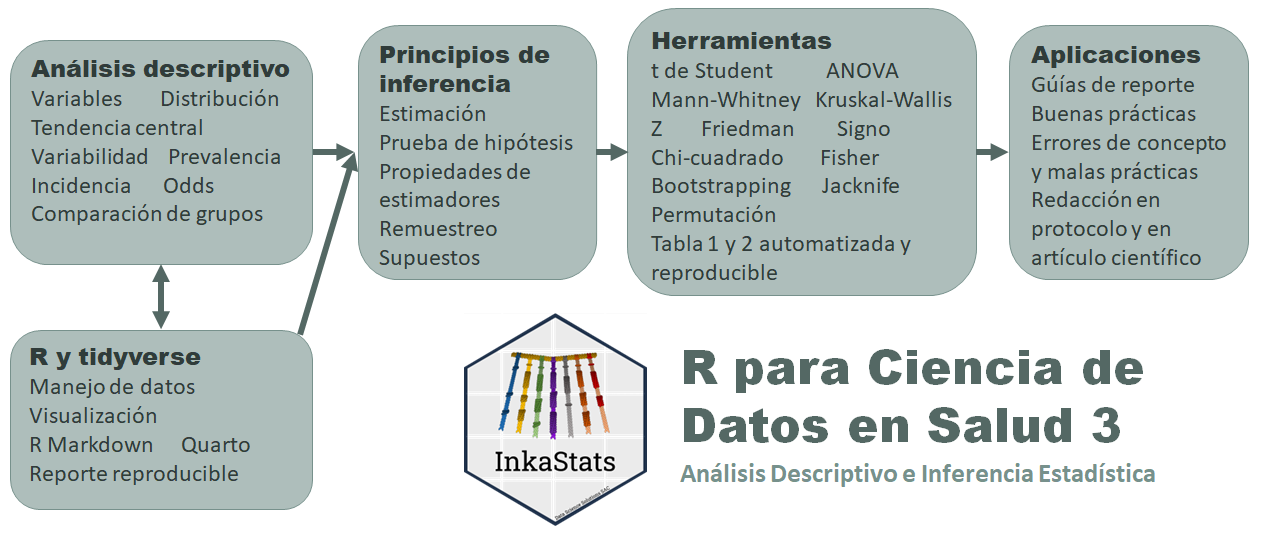 Análisis descriptivo
Variables Distribución
Tendencia central
Variabilidad Prevalencia
Incidencia Odds
Comparación de grupos
R y tidyverse
Manejo de datos
Visualización
R Markdown Quarto
Reporte reproducible
Principios de
inferencia
Estimación
Prueba de hipótesis
Propiedades de
estimadores
Remuestreo
Supuestos
Herramientas
t de Student ANOVA
Mann-Whitney Kruskal-Wallis
Z Friedman Signo
Chi-cuadrado Fisher
Bootstrapping Jacknife
Permutación
Tabla 1 y 2 automatizada y
reproducible
Aplicaciones
Gúías de reporte
Buenas prácticas
Errores de concepto
y malas prácticas
Redacción en
protocolo y en
artículo científico
InkaStats
Data Science Solutions SAC
R para Ciencia de
Datos en Salud 3
Análisis Descriptivo e Inferencia Estadística